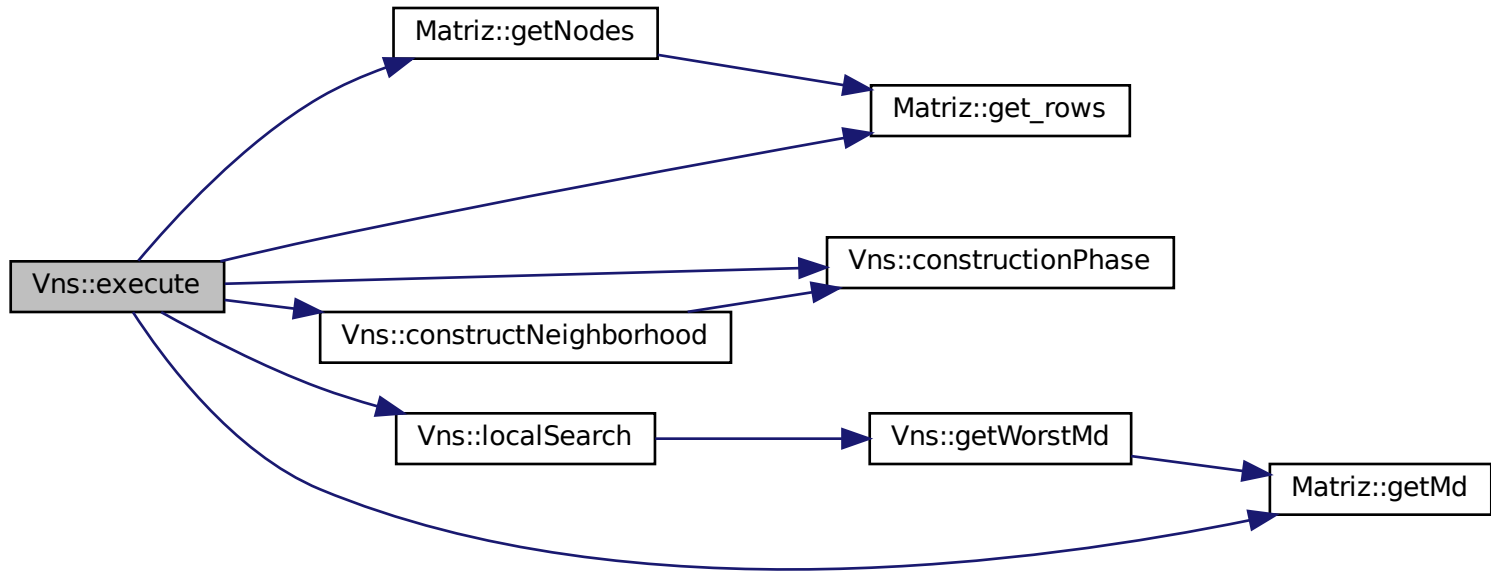 Matriz::getNodes
Matriz::get_rows
Vns::execute
Vns::constructionPhase
Vns::constructNeighborhood
Vns::localSearch
Vns::getWorstMd
Matriz::getMd